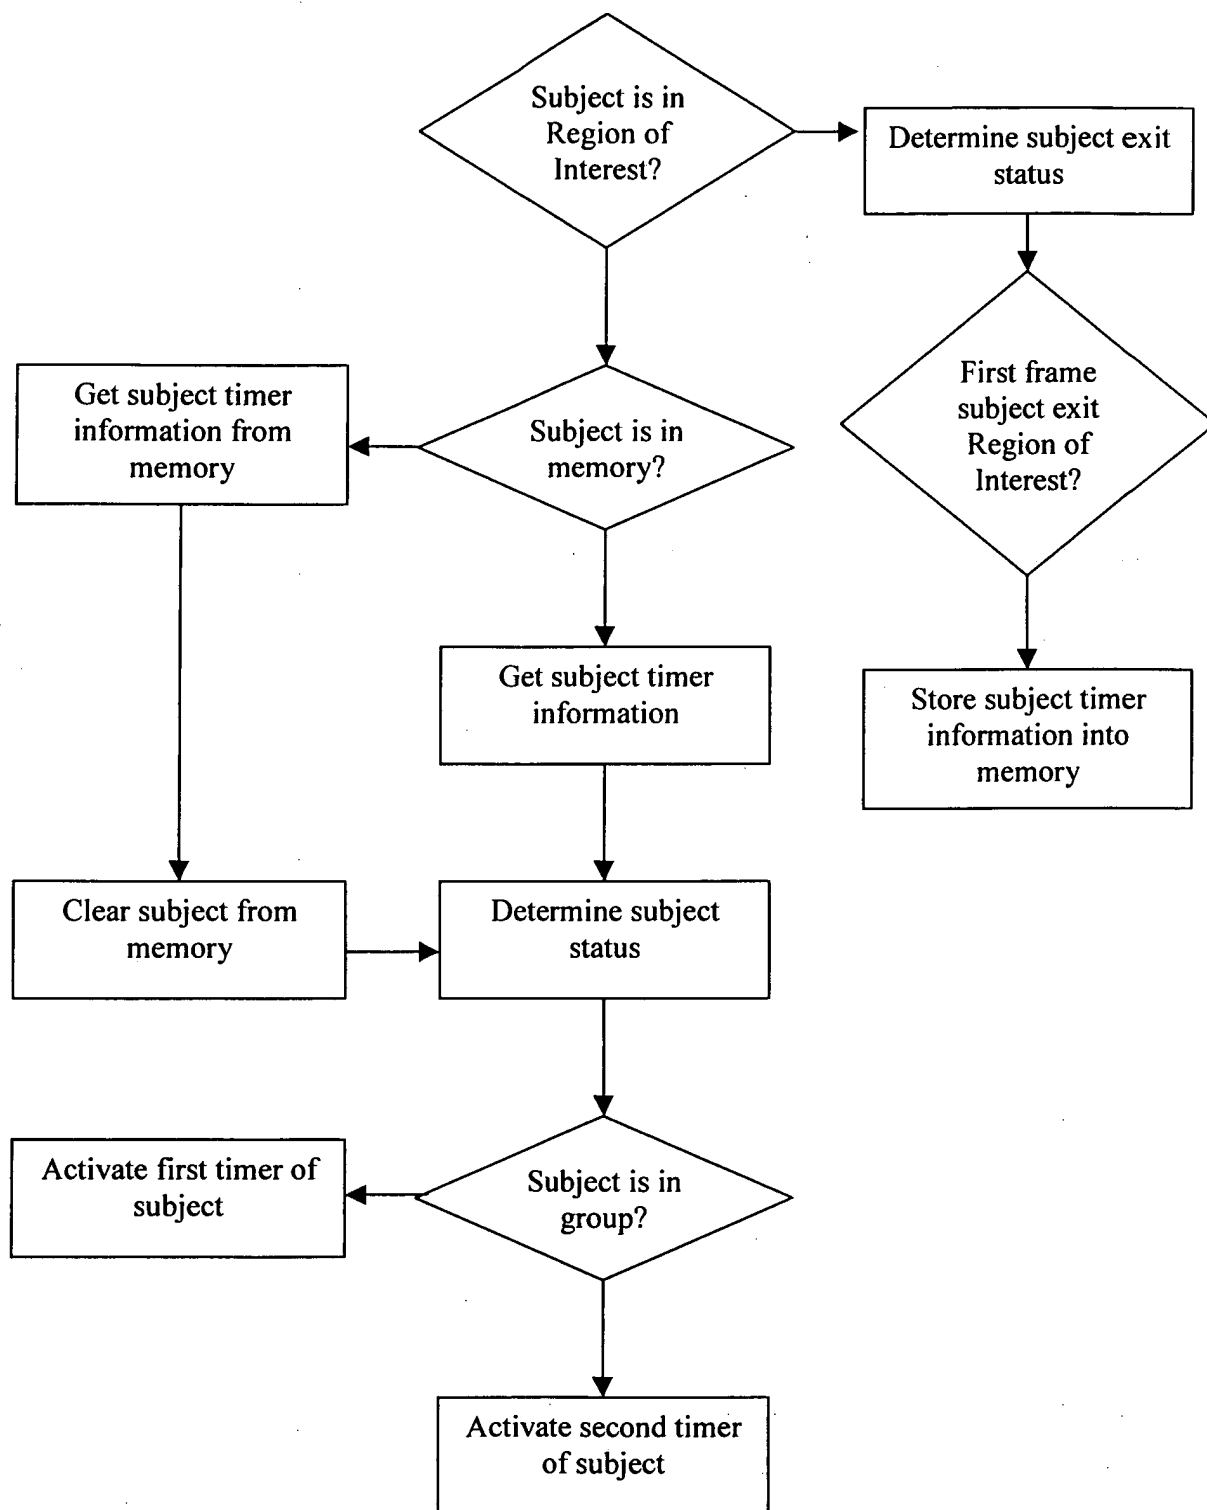 Subject is in
Region of
Interest?
Determine subject exit
status
First frame
subject exit
Region of
Interest?
Get subject timer
information from
memory
Subject is in
memory?
Get subject timer
information
Store subject timer
information into
memory
Clear subject from
memory
Determine subject
status
Activate first timer of
subject
Subject is in
group?
Activate second timer
of subject